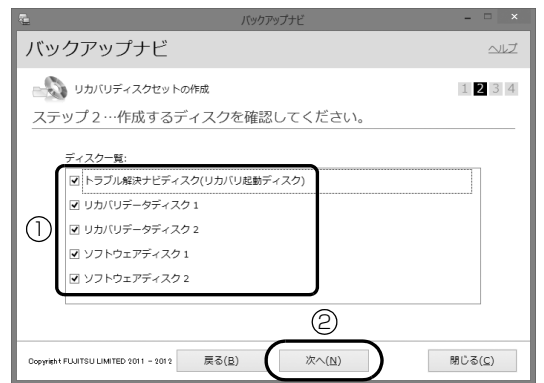 バックアップナビ
バックアップナビ
ヘルプ
リカバリディスクセットの作成
1 2 3 4
ステップ2…作成するディスクを確認してください。
ディスク一覧:
トラブル解決ナビディスク(リカバリ起動ディスク)
リカバリデータディスク1
リカバリデータディスク2
ソフトウェアディスク1
ソフトウェアディスク2
①
②
Copyright FUJITSU LIMITED 2011 - 2012
戻る(B)
次へ(N)
閉じる(C)